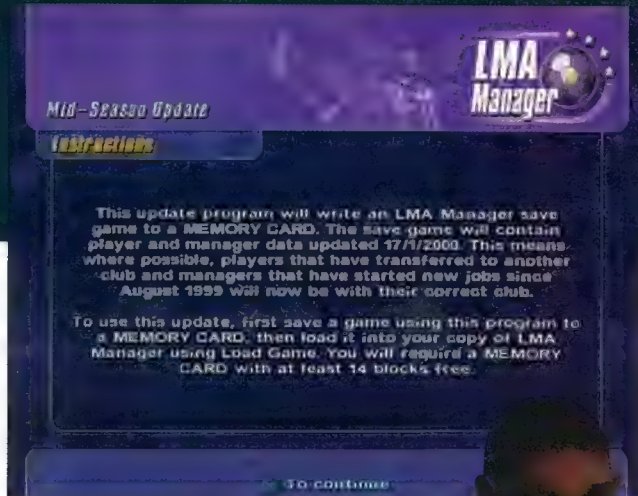 LMA
Manager
Mid-Season Update
Instructions
This update program will write an LMA Manager save
game to a MEMORY CARD. The save game will contain
player and manager data updated 17/1/2000. This means
where possible, players that have transferred to another
club and managers that have started new jobs since
August 1999 will now be with their correct club.
To use this update, first save a game using this program to
a MEMORY CARD, then load it into your copy of LMA
Manager using Load Game. You will require a MEMORY
CARD with at least 14 blocks free.
To continue